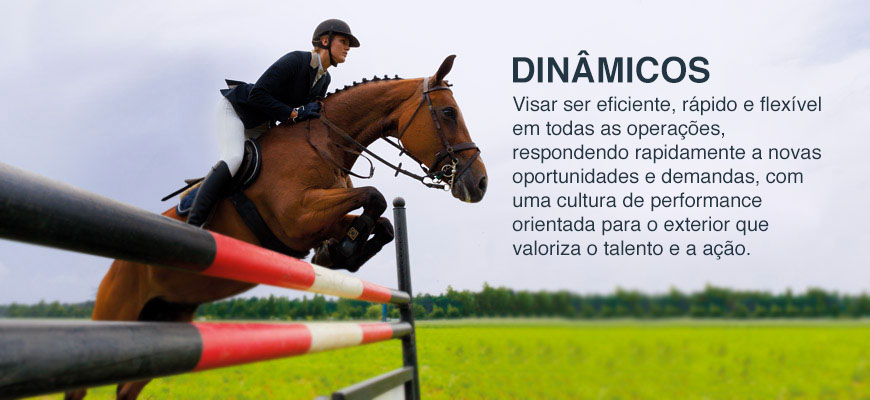 DINÂMICOS
Visar ser eficiente, rápido e flexível
em todas as operações,
respondendo rapidamente a novas
oportunidades e demandas, com
uma cultura de performance
orientada para o exterior que
valoriza o talento e a ação.